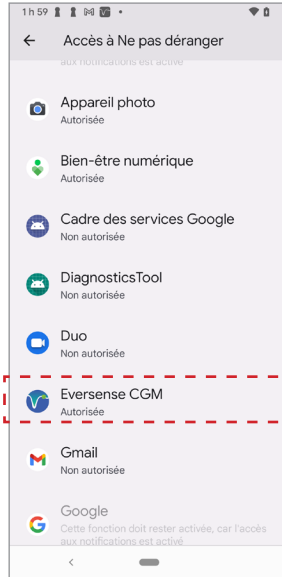 1 h 59
Accès à Ne pas déranger
aux notifications est activé
Appareil photo
Autorisée
Bien-être numérique
Autorisée
Cadre des services Google
Non autorisée
DiagnosticsTool
Non autorisée
Duo
Non autorisée
Eversense CGM
Autorisée
Gmail
Non autorisée
Google
Cette fonction doit rester activée, car l'accès
aux notifications est activé